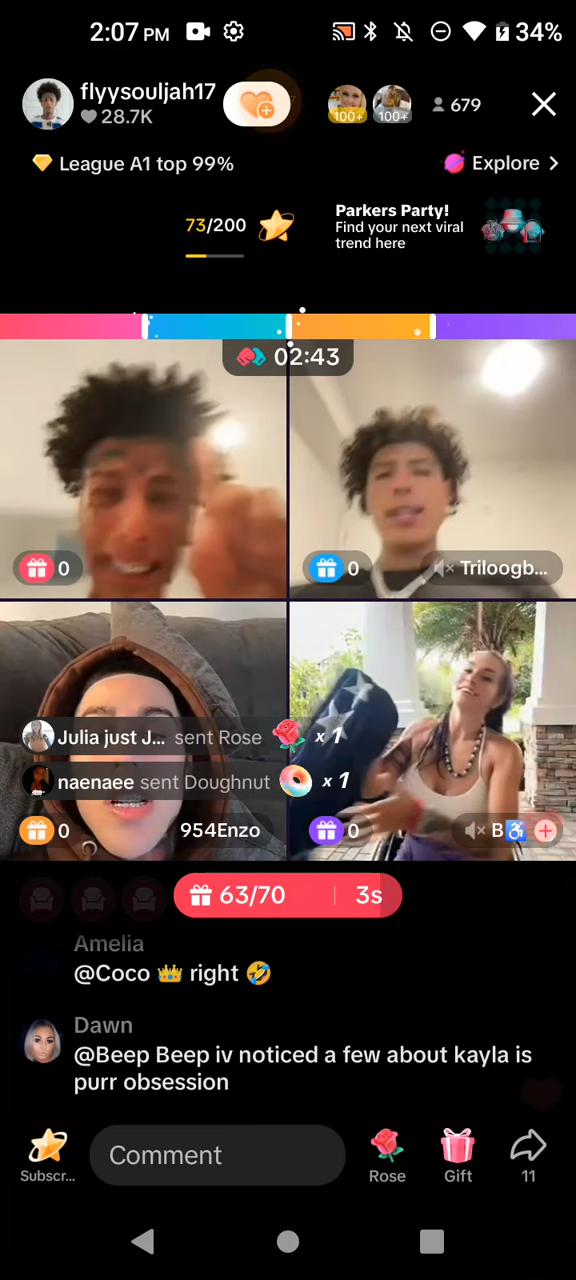 2:07 PM
34%
flyysouljah17
28.7K
100+
100+
679
League A1 top 99%
Explore
73/200
Parkers Party!
Find your next viral
trend here
02:43
0
0
Triloogb...
Julia just J... sent Rose x 1
naenaee sent Doughnut x 1
0
954Enzo
0
B♿
63/70
3s
Amelia
@Coco 👑 right 🤣
Dawn
@Beep Beep iv noticed a few about kayla is
purr obsession
Subscr...
Comment
Rose
Gift
11